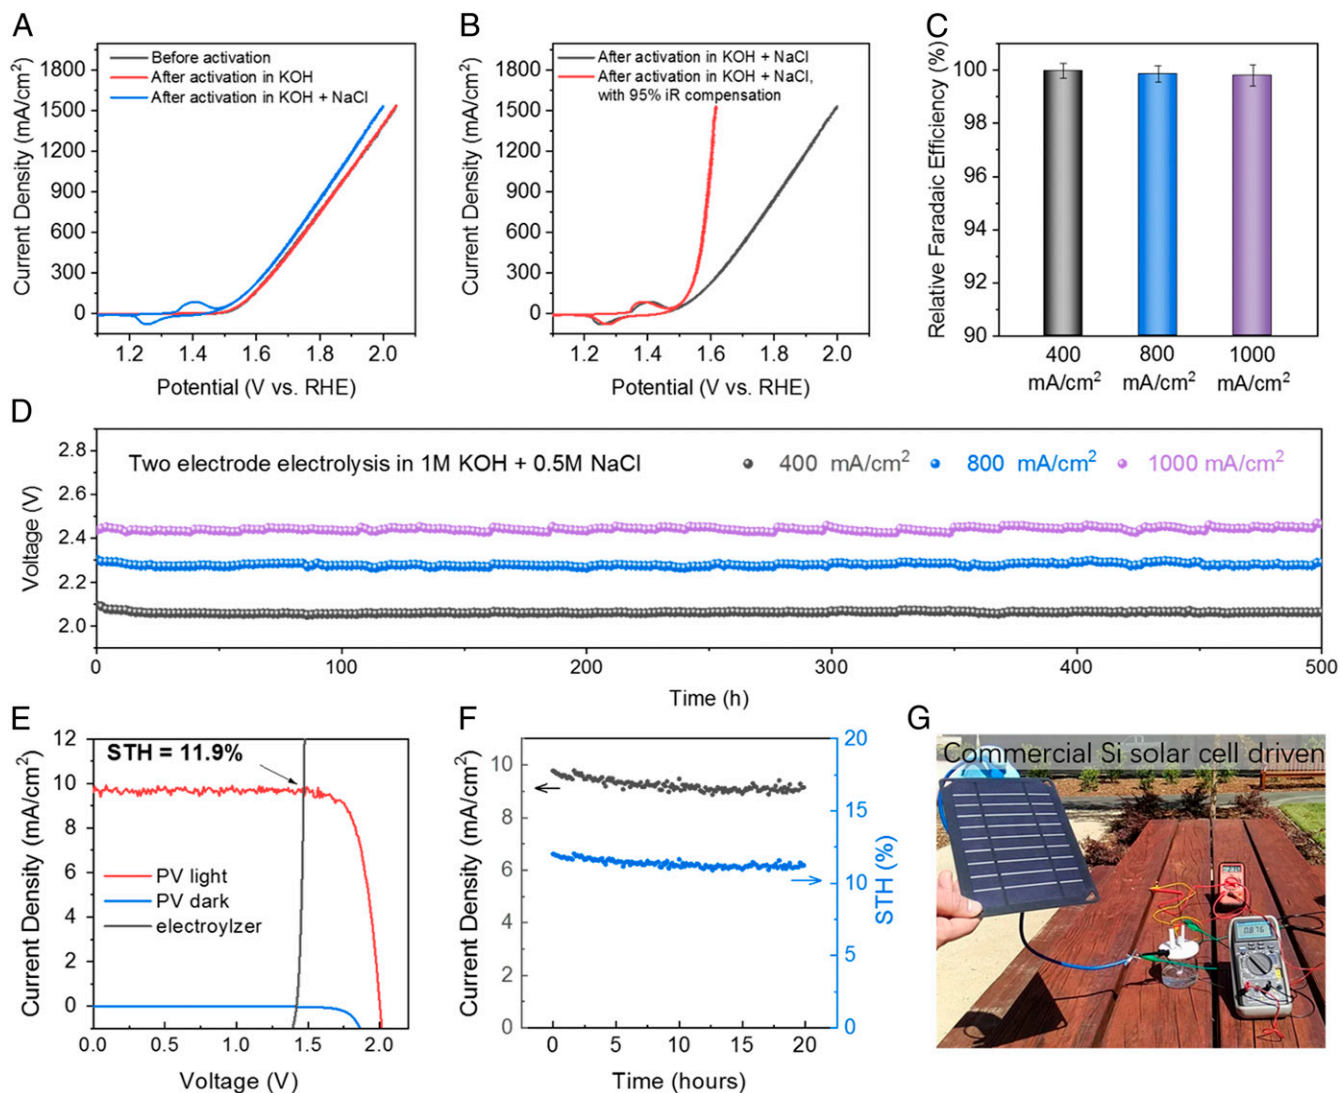 A
Before activation
After activation in KOH
After activation in KOH + NaCl
Current Density (mA/cm²)
1800
1500
1200
900
600
300
0
1.2
1.4
1.6
1.8
2.0
Potential (V vs. RHE)
B
After activation in KOH + NaCl
After activation in KOH + NaCl,
with 95% iR compensation
Current Density (mA/cm²)
1800
1500
1200
900
600
300
0
1.2
1.4
1.6
1.8
2.0
Potential (V vs. RHE)
C
Relative Faradaic Efficiency (%)
100
98
96
94
92
90
400
mA/cm²
800
mA/cm²
1000
mA/cm²
D
Two electrode electrolysis in 1M KOH + 0.5M NaCl
400 mA/cm²
800 mA/cm²
1000 mA/cm²
Voltage (V)
2.8
2.6
2.4
2.2
2.0
0
100
200
300
400
500
Time (h)
E
STH = 11.9%
PV light
PV dark
electroylzer
Current Density (mA/cm²)
12
10
8
6
4
2
0
0.0
0.5
1.0
1.5
2.0
Voltage (V)
F
Current Density (mA/cm²)
10
8
6
4
2
0
20
15
10
5
0
STH (%)
0
5
10
15
20
Time (hours)
G
Commercial Si solar cell driven
0.876